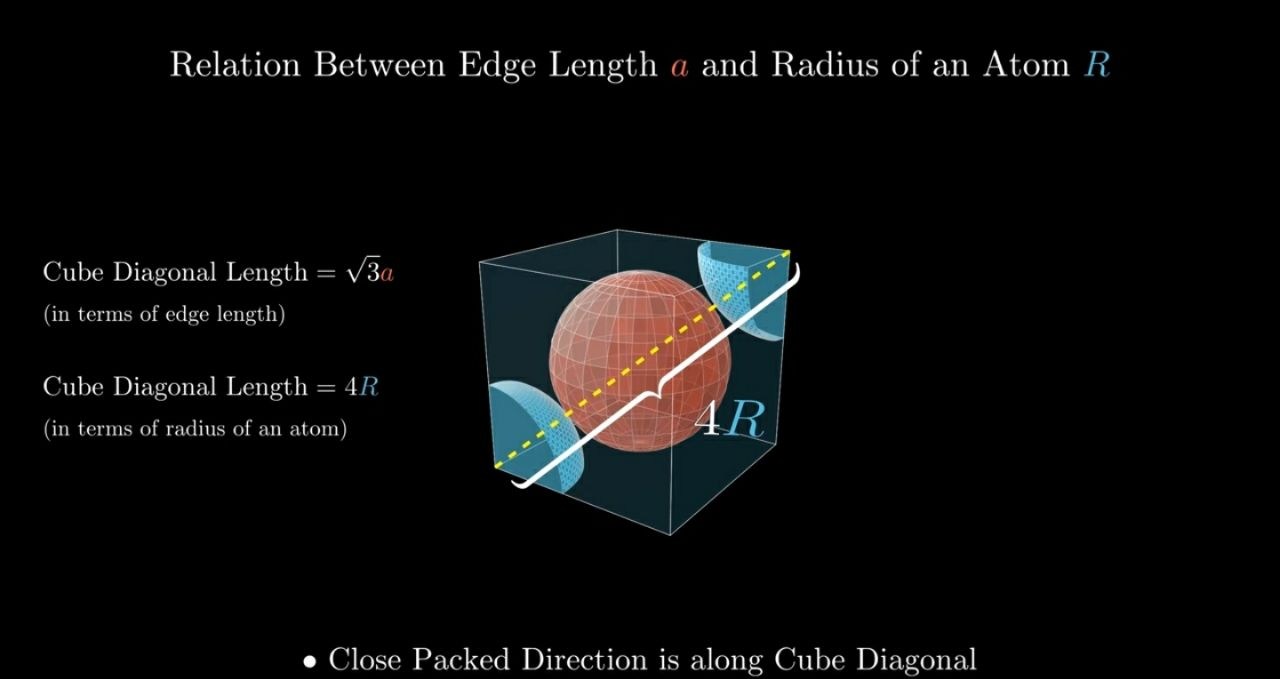 Relation Between Edge Length a and Radius of an Atom R
Cube Diagonal Length = √3a
(in terms of edge length)
Cube Diagonal Length = 4R
(in terms of radius of an atom)
4R
• Close Packed Direction is along Cube Diagonal